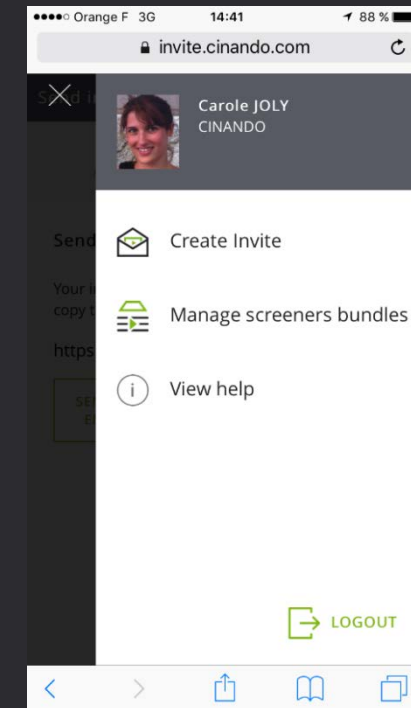 Orange F 3G 14:41 88 %
invite.cinando.com
Carole JOLY
CINANDO
Send
Create Invite
Your i
copy t
Manage screeners bundles
https
View help
LOGOUT